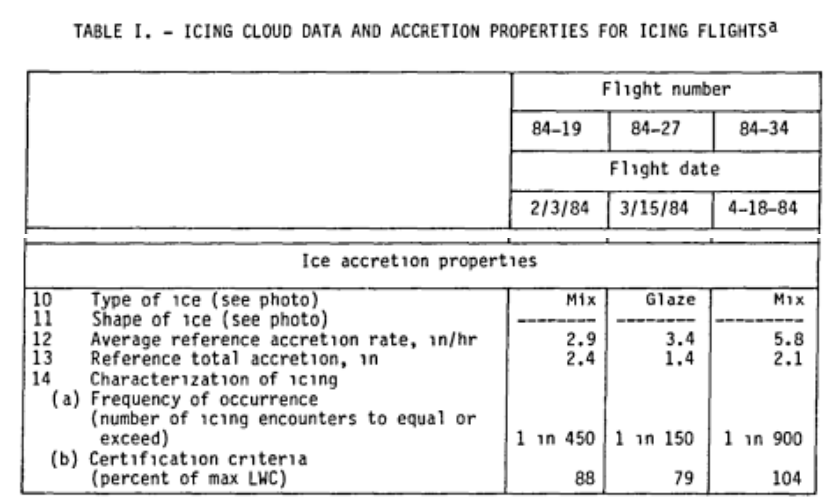 TABLE I. – ICING CLOUD DATA AND ACCRETION PROPERTIES FOR ICING FLIGHTSa
Flight number
84–19 84–27 84–34
Flight date
2/3/84 3/15/84 4–18–84
Ice accretion properties
10 Type of ice (see photo) Mix Glaze Mix
11 Shape of ice (see photo) -------- -------- ---------
12 Average reference accretion rate, in/hr 2.9 3.4 5.8
13 Reference total accretion, in 2.4 1.4 2.1
14 Characterization of icing
(a) Frequency of occurrence
(number of icing encounters to equal or
exceed) 1 in 450 1 in 150 1 in 900
(b) Certification criteria
(percent of max LWC) 88 79 104